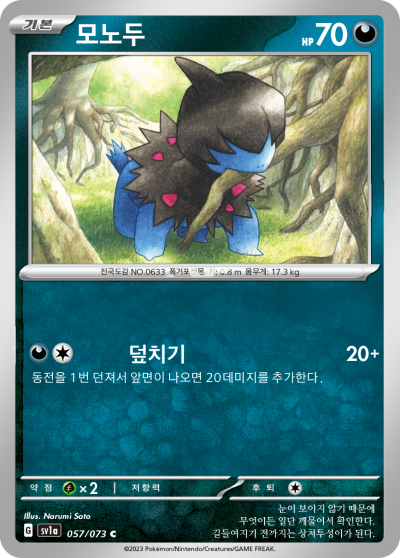 기본 모노두 HP 70
전국도감 NO.0633 폭거포켓몬 키: 0.8 m 몸무게: 17.3 kg
덮치기 20+
동전을 1번 던져서 앞면이 나오면 20데미지를 추가한다.
약점 ×2 저항력 후퇴
Illus. Narumi Sato
G sv1a 057/073 C
눈이 보이지 않기 때문에
무엇이든 일단 깨물어서 확인한다.
길들여지기 전까지는 상처투성이가 된다.
©2023 Pokémon/Nintendo/Creatures/GAME FREAK.